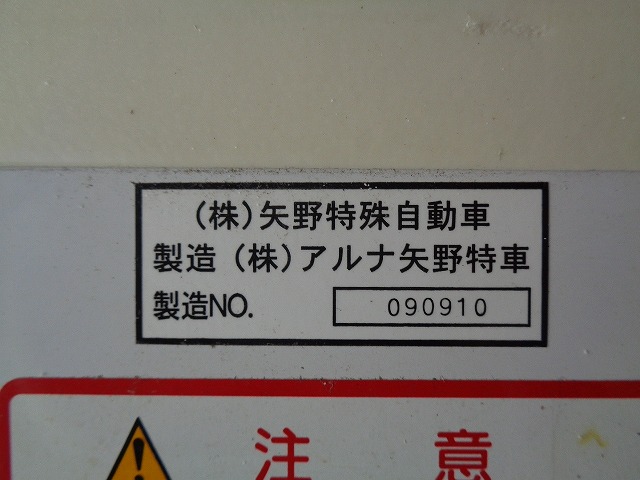 (株)矢野特殊自動車
製造 (株)アルナ矢野特車
製造NO. 090910
注意